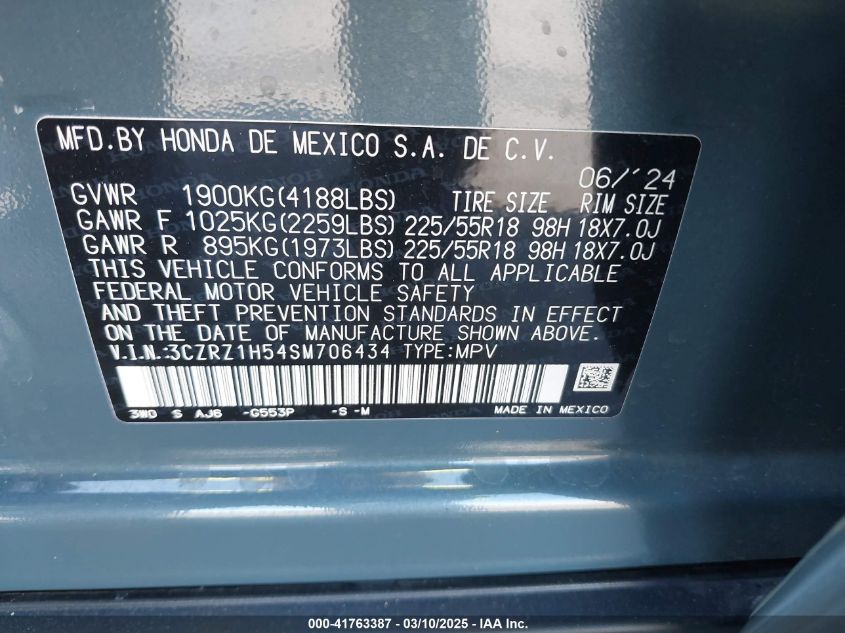 MFD.BY HONDA DE MEXICO S.A. DE C.V.
06/'24
GVWR 1900KG(4188LBS) TIRE SIZE RIM SIZE
GAWR F 1025KG(2259LBS) 225/55R18 98H 18X7.0J
GAWR R 895KG(1973LBS) 225/55R18 98H 18X7.0J
THIS VEHICLE CONFORMS TO ALL APPLICABLE
FEDERAL MOTOR VEHICLE SAFETY
AND THEFT PREVENTION STANDARDS IN EFFECT
ON THE DATE OF MANUFACTURE SHOWN ABOVE.
V.I.N.:3CZRZ1H54SM706434 TYPE:MPV
3W0 S AJ6 -G553P -S -M MADE IN MEXICO
000-41763387 - 03/10/2025 - IAA Inc.